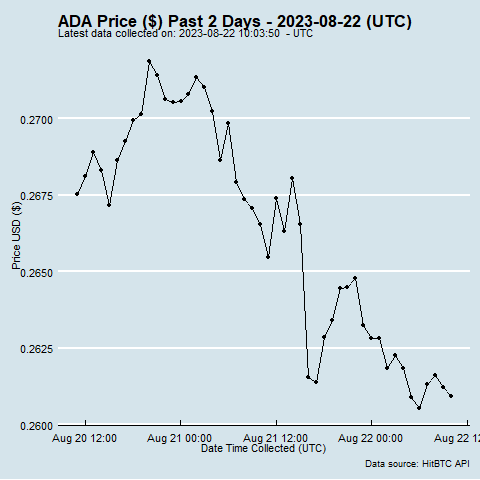 ADA Price ($) Past 2 Days - 2023-08-22 (UTC)
Latest data collected on: 2023-08-22 10:03:50 - UTC
0.2700
0.2675
Price USD ($)
0.2650
0.2625
0.2600
Aug 20 12:00 Aug 21 00:00 Aug 21 12:00 Aug 22 00:00 Aug 22 12
Date Time Collected (UTC)
Data source: HitBTC API